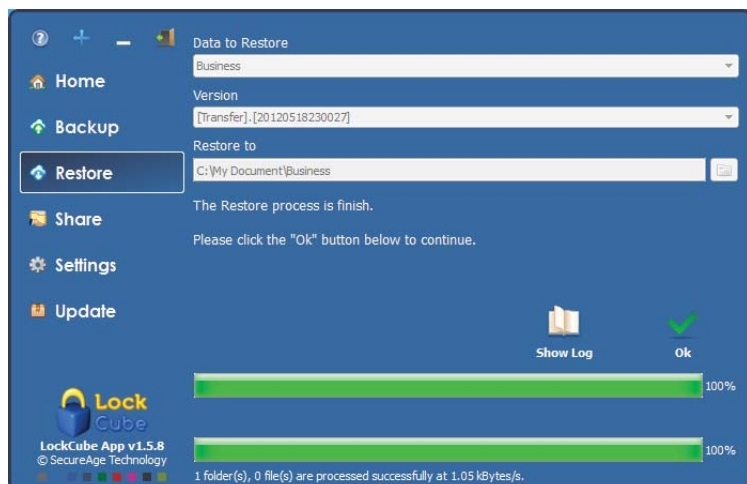 Data to Restore
Business
Version
[Transfer].[20120518230027]
Restore to
C:\My Document\Business
The Restore process is finish.
Please click the "Ok" button below to continue.
Home
Backup
Restore
Share
Settings
Update
Show Log
Ok
100%
100%
1 folder(s), 0 file(s) are processed successfully at 1.05 kBytes/s.
Lock
Cube
LockCube App v1.5.8
© SecureAge Technology